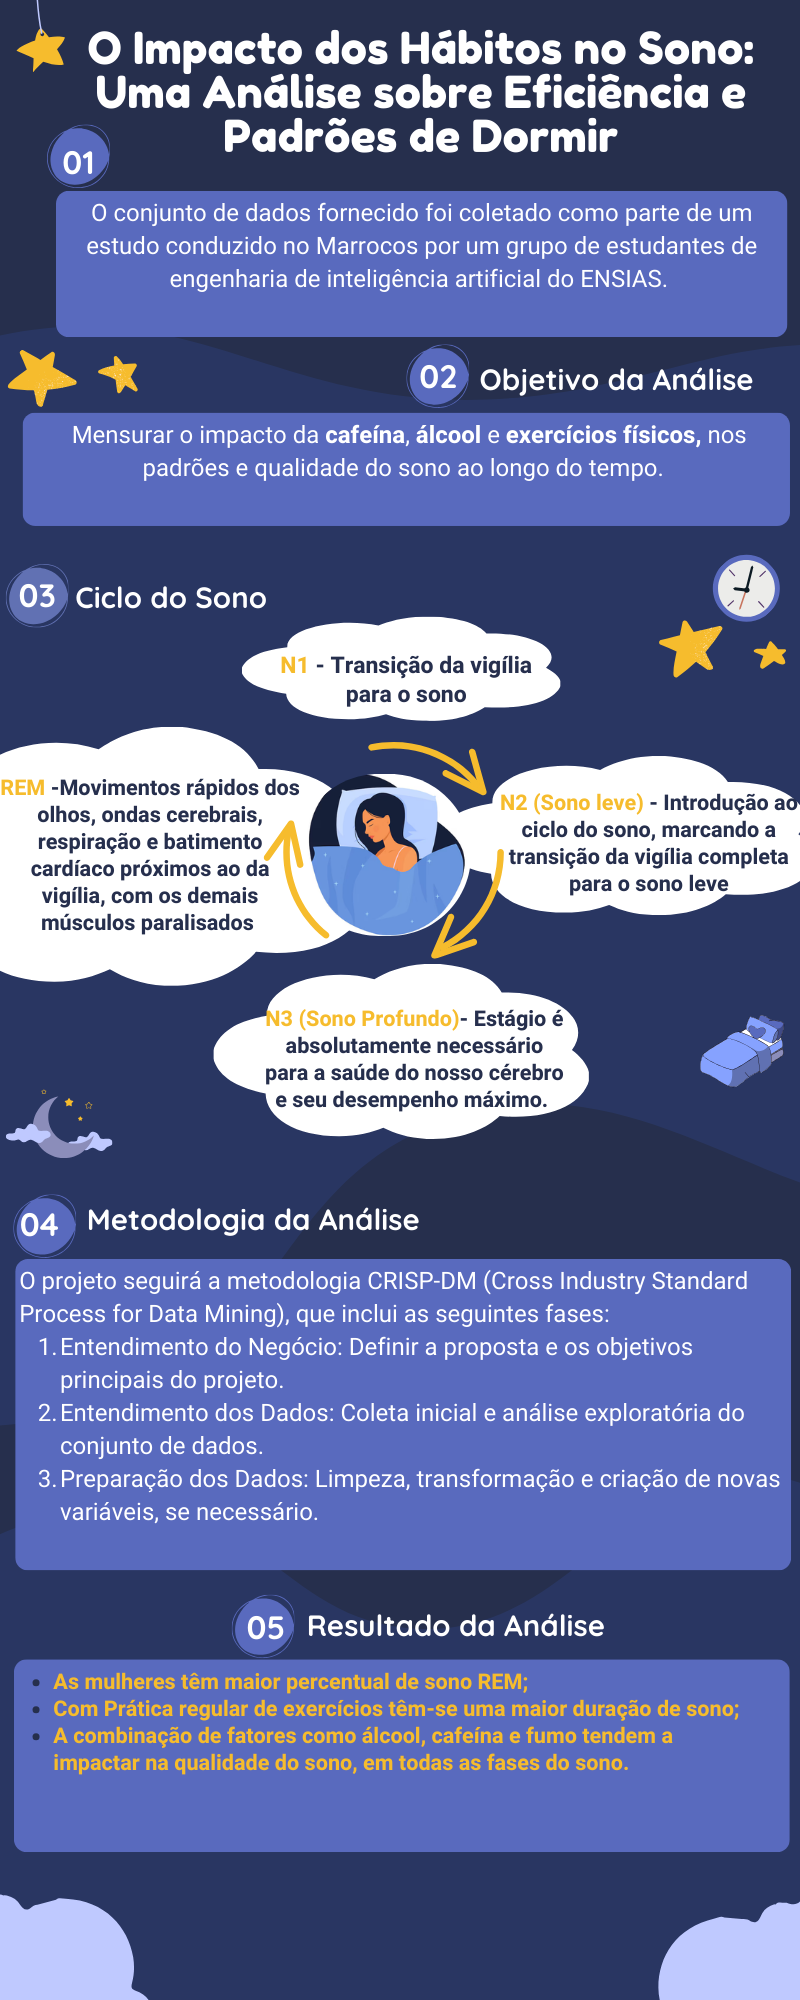 O Impacto dos Hábitos no Sono:
Uma Análise sobre Eficiência e
Padrões de Dormir
01
O conjunto de dados fornecido foi coletado como parte de um
estudo conduzido no Marrocos por um grupo de estudantes de
engenharia de inteligência artificial do ENSIAS.
02 Objetivo da Análise
Mensurar o impacto da cafeína, álcool e exercícios físicos, nos
padrões e qualidade do sono ao longo do tempo.
03 Ciclo do Sono
N1 - Transição da vigília
para o sono
REM -Movimentos rápidos dos
olhos, ondas cerebrais,
respiração e batimento
cardíaco próximos ao da
vigília, com os demais
músculos paralisados
N2 (Sono leve) - Introdução ao
ciclo do sono, marcando a
transição da vigília completa
para o sono leve
N3 (Sono Profundo)- Estágio é
absolutamente necessário
para a saúde do nosso cérebro
e seu desempenho máximo.
04 Metodologia da Análise
O projeto seguirá a metodologia CRISP-DM (Cross Industry Standard
Process for Data Mining), que inclui as seguintes fases:
1. Entendimento do Negócio: Definir a proposta e os objetivos
principais do projeto.
2. Entendimento dos Dados: Coleta inicial e análise exploratória do
conjunto de dados.
3. Preparação dos Dados: Limpeza, transformação e criação de novas
variáveis, se necessário.
05 Resultado da Análise
• As mulheres têm maior percentual de sono REM;
• Com Prática regular de exercícios têm-se uma maior duração de sono;
• A combinação de fatores como álcool, cafeína e fumo tendem a
impactar na qualidade do sono, em todas as fases do sono.